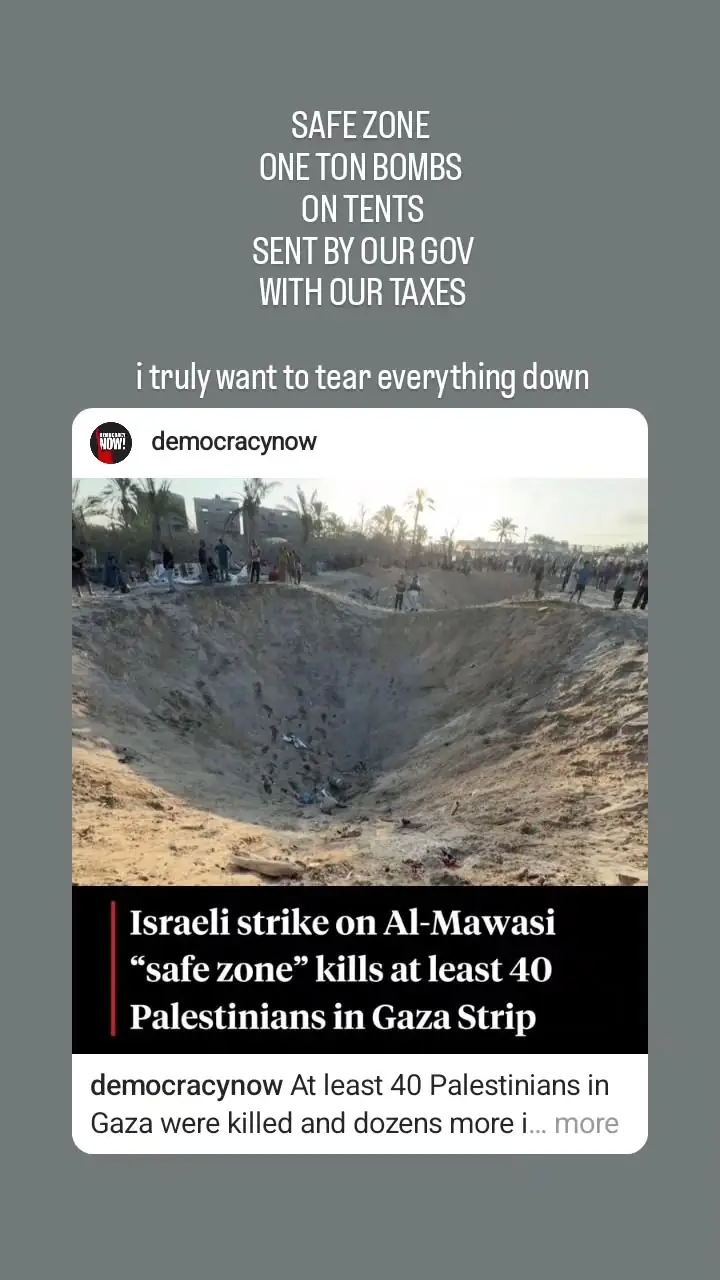 SAFE ZONE
ONE TON BOMBS
ON TENTS
SENT BY OUR GOV
WITH OUR TAXES
i truly want to tear everything down
DEMOCRACY
NOW!
democracynow
Israeli strike on Al-Mawasi
“safe zone” kills at least 40
Palestinians in Gaza Strip
democracynow At least 40 Palestinians in
Gaza were killed and dozens more i... more